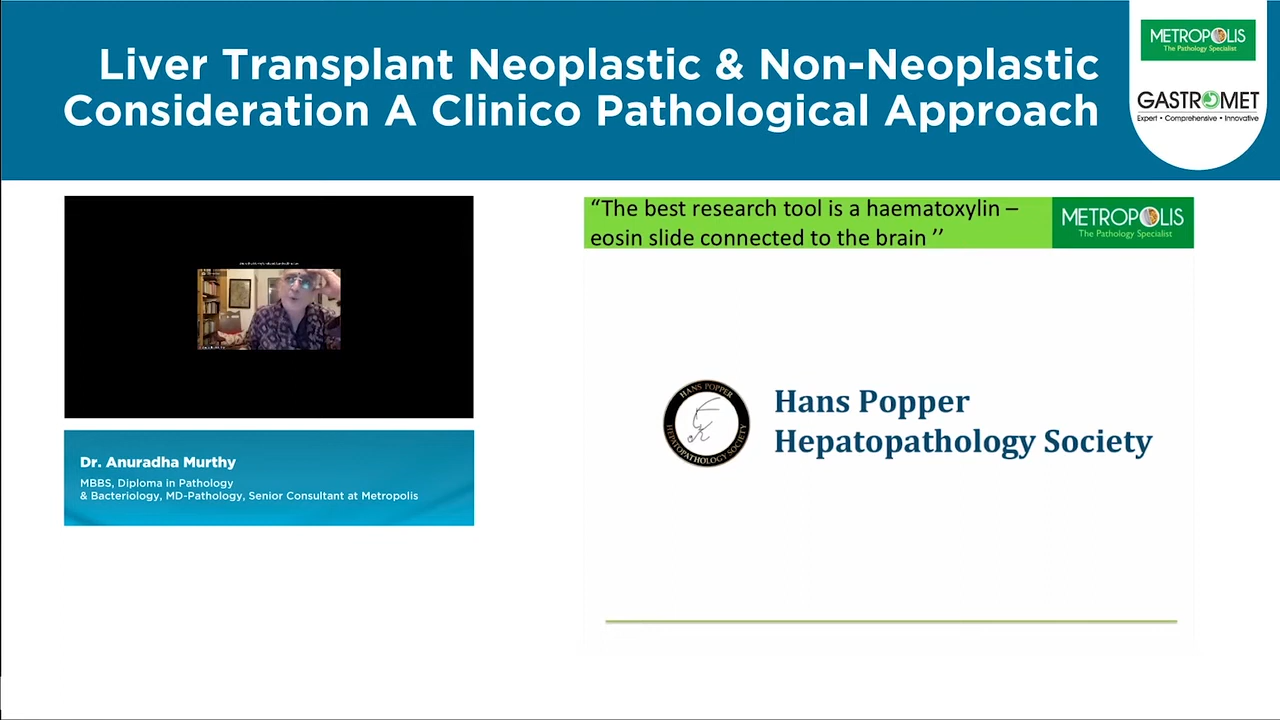 Liver Transplant Neoplastic & Non-Neoplastic
Consideration A Clinico Pathological Approach
METROPOLIS
The Pathology Specialist
GASTROMET
Expert • Comprehensive • Innovative
“The best research tool is a haematoxylin –
eosin slide connected to the brain ’’
METROPOLIS
The Pathology Specialist
HANS POPPER
HEPATOPATHOLOGY SOCIETY
Hans Popper
Hepatopathology Society
Dr. Anuradha Murthy
MBBS, Diploma in Pathology
& Bacteriology, MD-Pathology, Senior Consultant at Metropolis